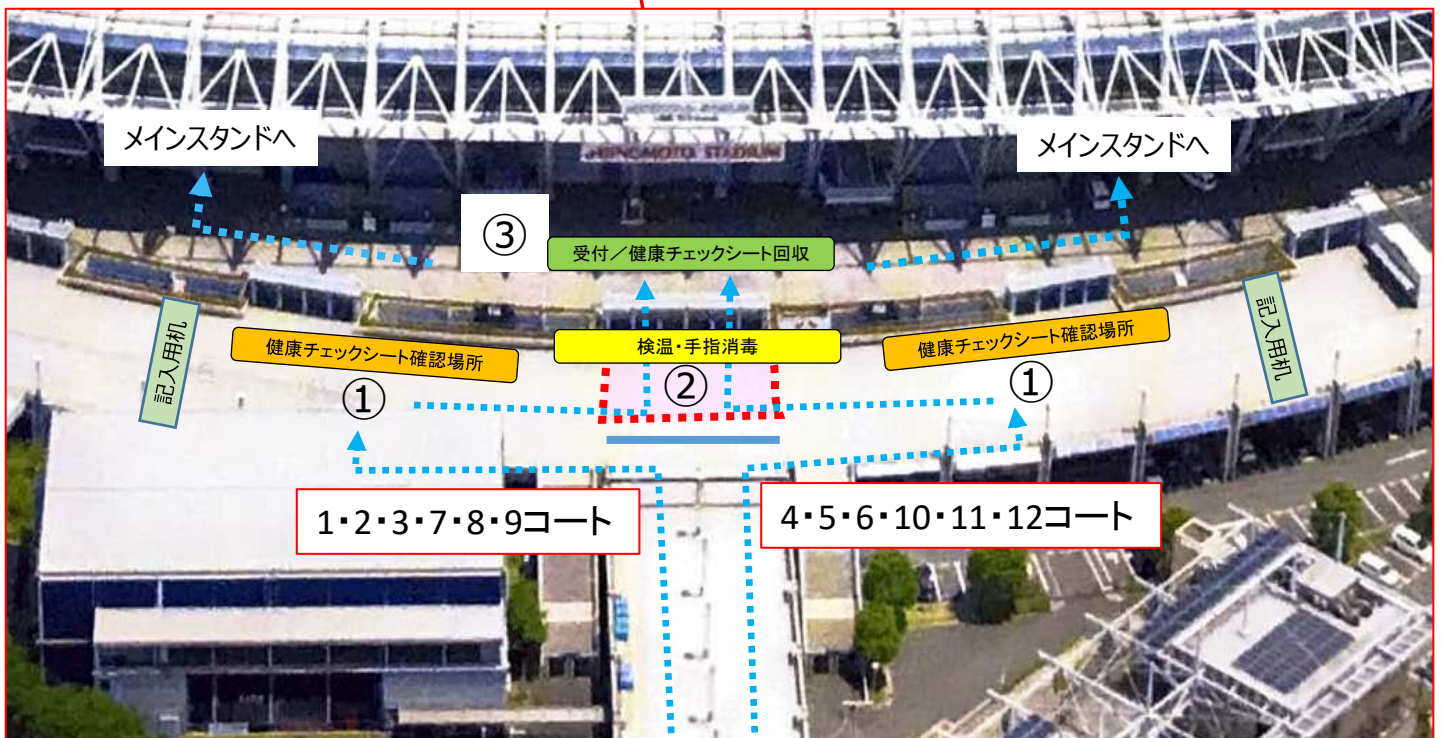 メインスタンドへ
メインスタンドへ
AJINOMOTO STADIUM
③
受付／健康チェックシート回収
記入用机
健康チェックシート確認場所
検温・手指消毒
健康チェックシート確認場所
記入用机
①
②
①
1・2・3・7・8・9コート
4・5・6・10・11・12コート